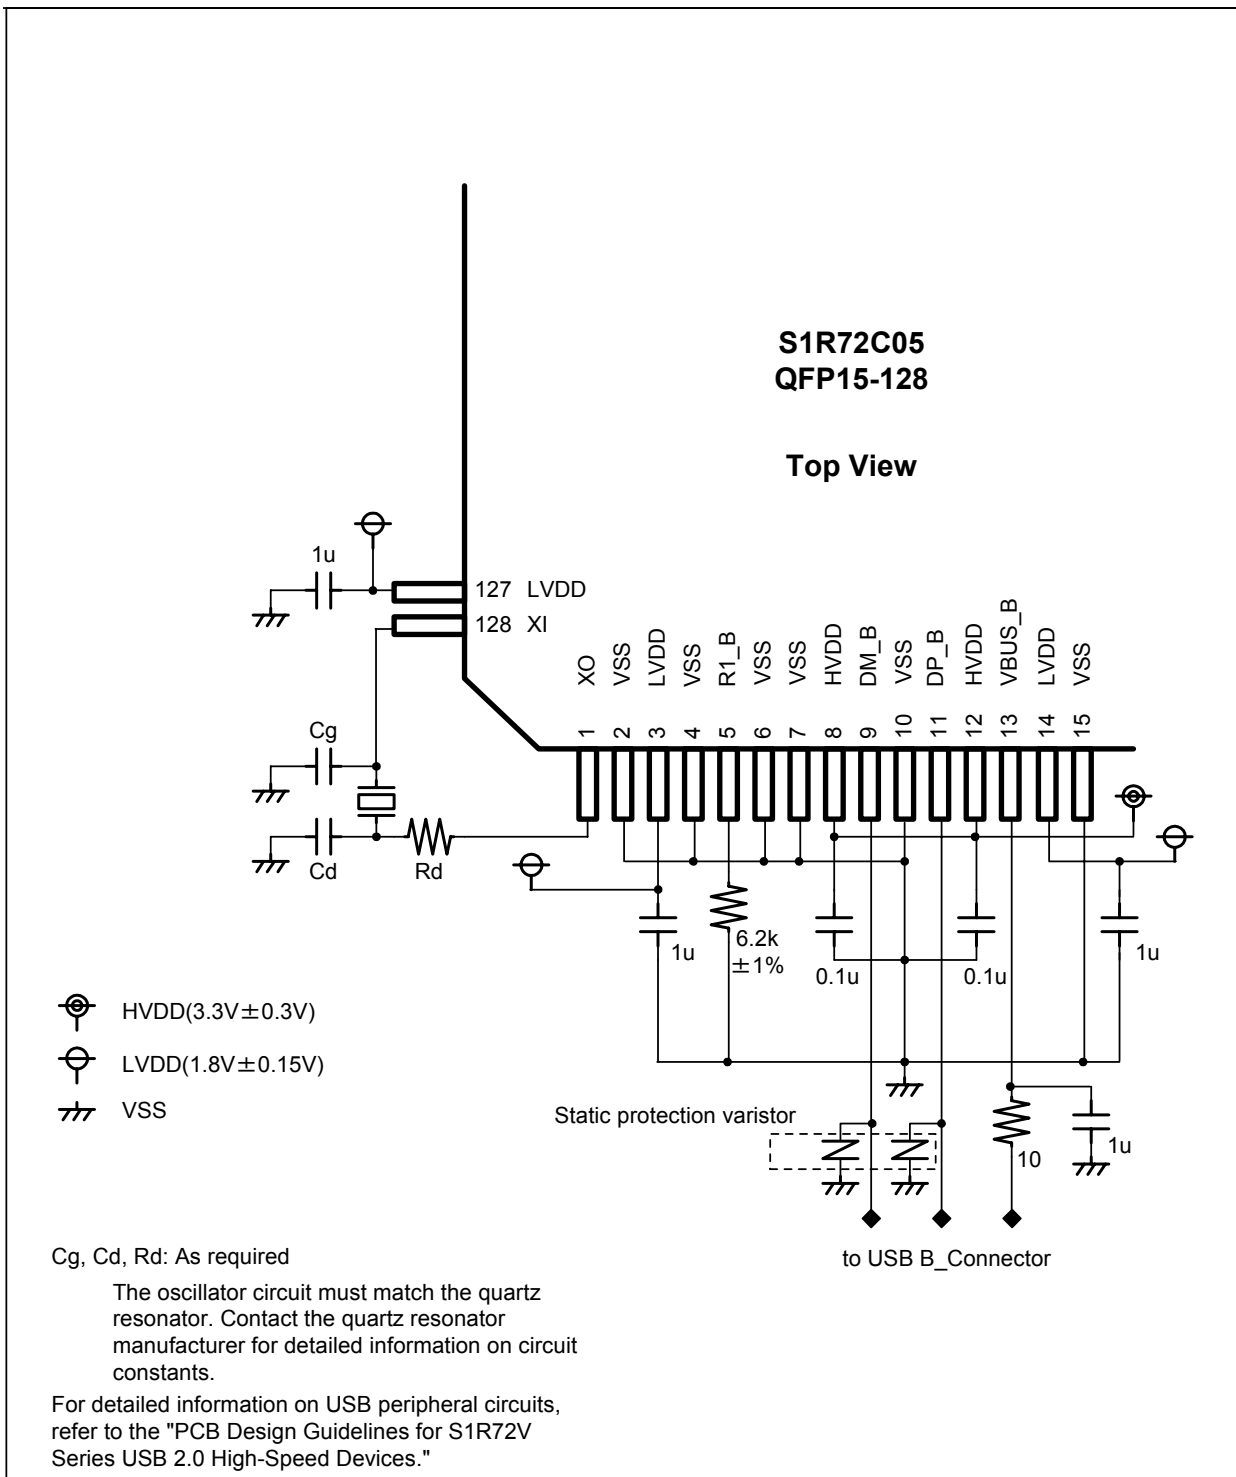 S1R72C05
QFP15-128
Top View
1u
127 LVDD
128 XI
XO
VSS
LVDD
VSS
R1_B
VSS
VSS
HVDD
DM_B
VSS
DP_B
HVDD
VBUS_B
LVDD
VSS
1
2
3
4
5
6
7
8
9
10
11
12
13
14
15
Cg
Cd
Rd
1u
6.2k
±1%
0.1u
0.1u
1u
HVDD(3.3V±0.3V)
LVDD(1.8V±0.15V)
VSS
Static protection varistor
10
1u
to USB B_Connector
Cg, Cd, Rd: As required
The oscillator circuit must match the quartz
resonator. Contact the quartz resonator
manufacturer for detailed information on circuit
constants.
For detailed information on USB peripheral circuits,
refer to the "PCB Design Guidelines for S1R72V
Series USB 2.0 High-Speed Devices."